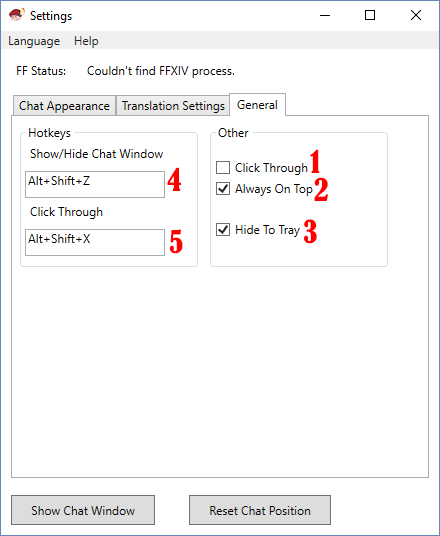 Settings
Language Help
FF Status: Couldn't find FFXIV process.
Chat Appearance Translation Settings General
Hotkeys
Show/Hide Chat Window
Alt+Shift+Z 4
Click Through
Alt+Shift+X 5
Other
Click Through 1
Always On Top 2
Hide To Tray 3
Show Chat Window Reset Chat Position